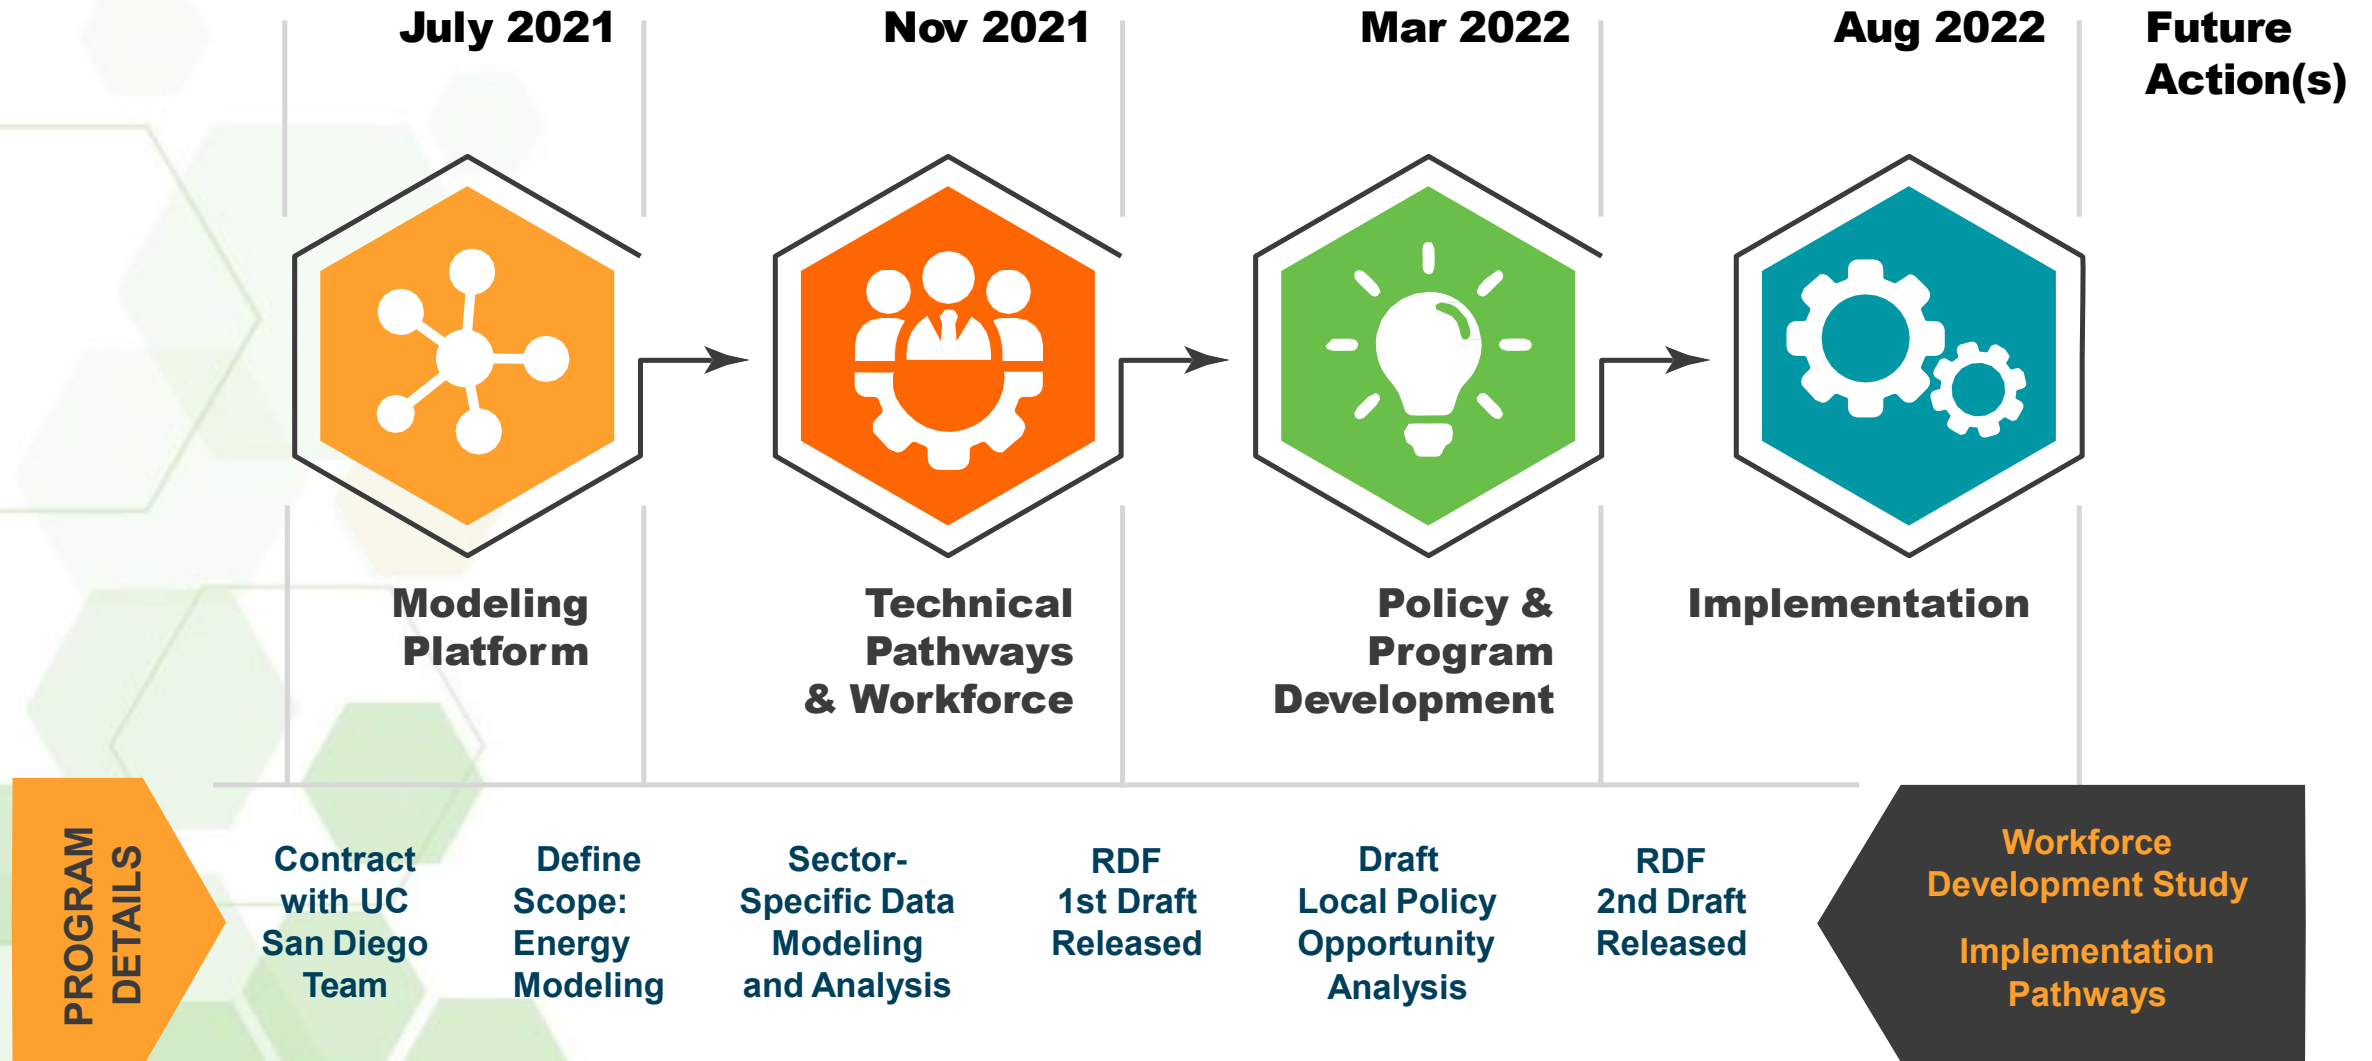 July 2021
Nov 2021
Mar 2022
Aug 2022
Future
Action(s)
Modeling
Platform
Technical
Pathways
& Workforce
Policy &
Program
Development
Implementation
PROGRAM
DETAILS
Contract
with UC
San Diego
Team
Define
Scope:
Energy
Modeling
Sector-
Specific Data
Modeling
and Analysis
RDF
1st Draft
Released
Draft
Local Policy
Opportunity
Analysis
RDF
2nd Draft
Released
Workforce
Development Study
Implementation
Pathways